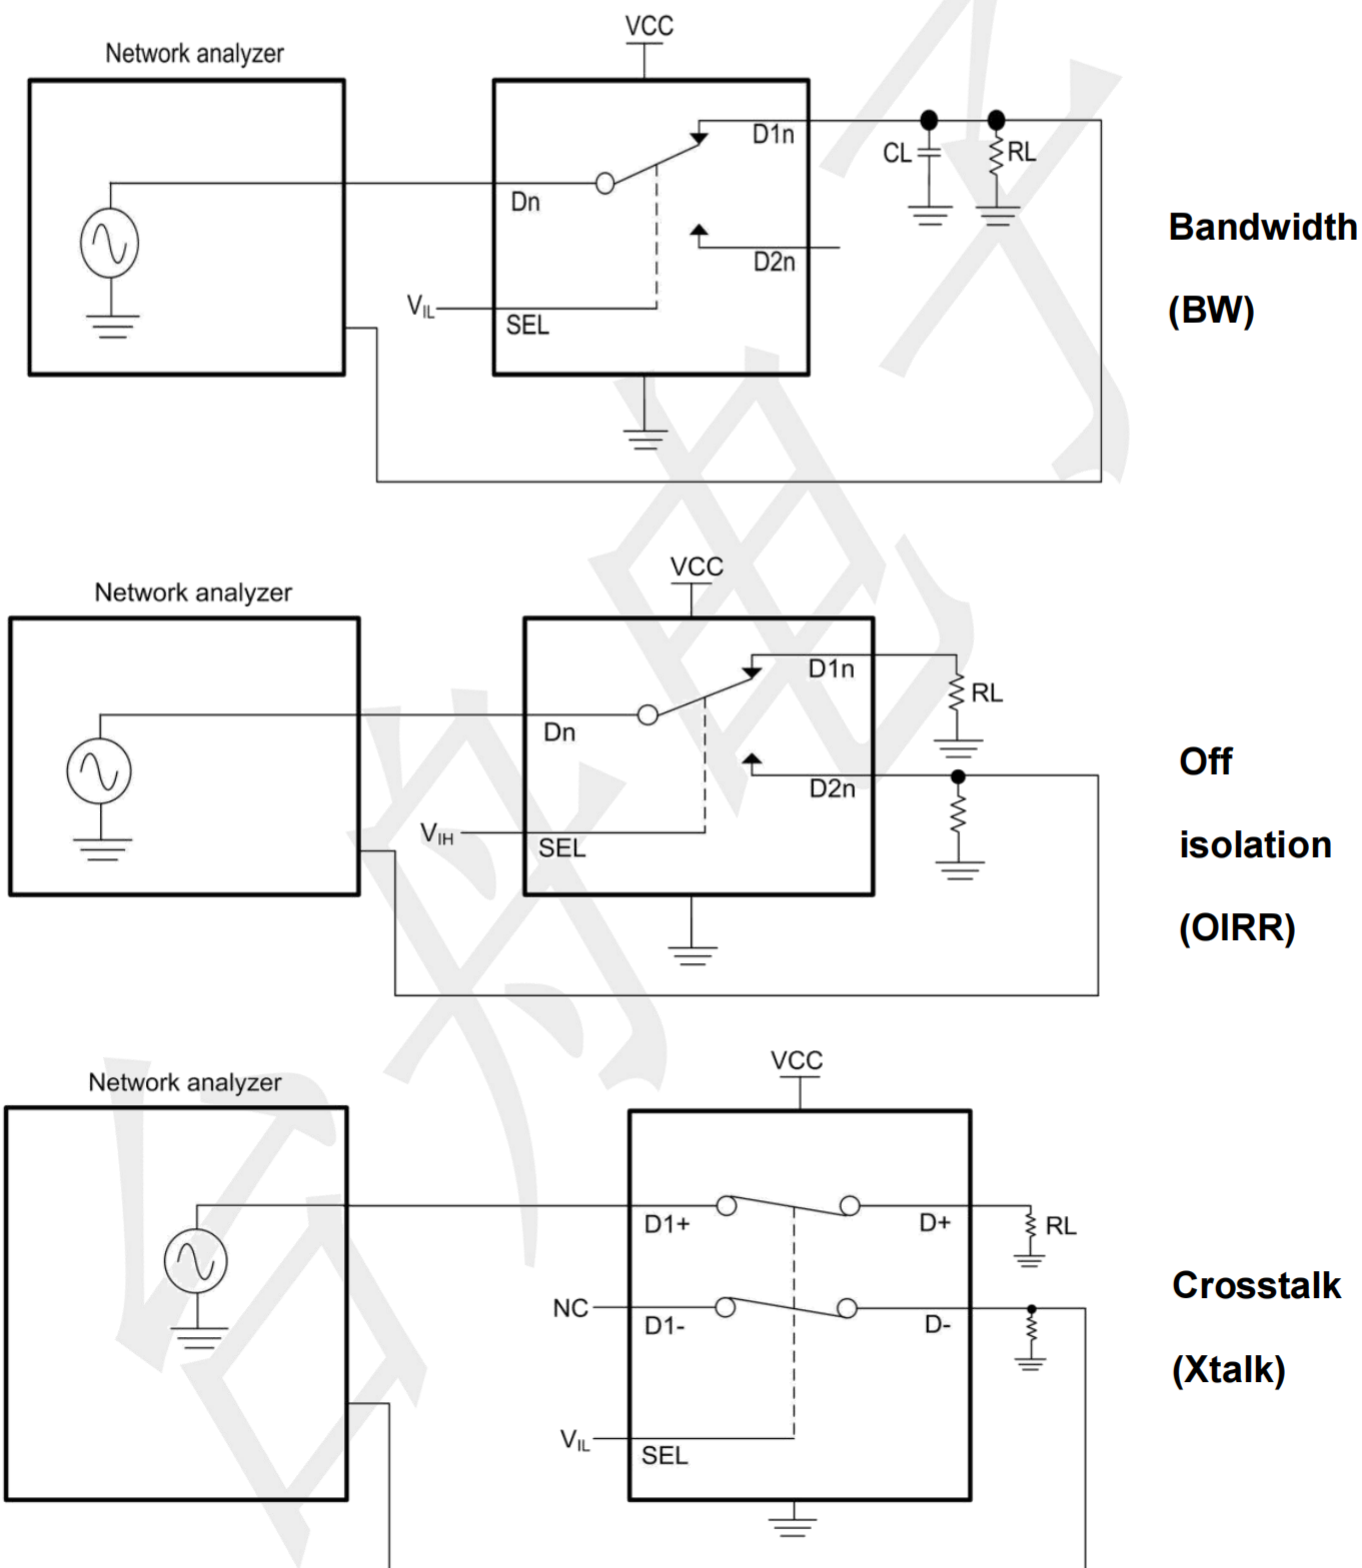 VCC
Network analyzer
D1n
CL
RL
Dn
D2n
VIL
SEL
Bandwidth
(BW)
VCC
Network analyzer
D1n
RL
Dn
D2n
VIH
SEL
Off
isolation
(OIRR)
VCC
Network analyzer
D1+
D+
RL
NC
D1-
D-
VIL
SEL
Crosstalk
(Xtalk)